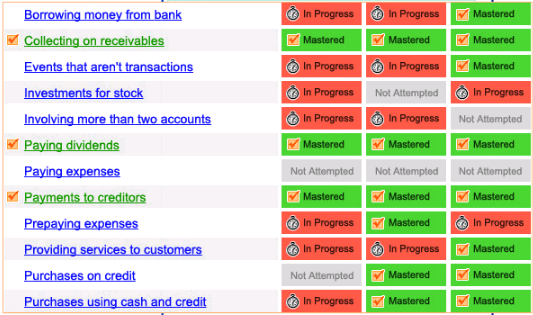 Borrowing money from bank In Progress In Progress Mastered
Collecting on receivables Mastered Mastered Mastered
Events that aren't transactions In Progress In Progress Mastered
Investments for stock In Progress Not Attempted In Progress
Involving more than two accounts In Progress In Progress Not Attempted
Paying dividends Mastered Mastered Mastered
Paying expenses Not Attempted Not Attempted Not Attempted
Payments to creditors Mastered Mastered Mastered
Prepaying expenses In Progress Mastered In Progress
Providing services to customers In Progress In Progress Mastered
Purchases on credit Not Attempted Mastered Mastered
Purchases using cash and credit In Progress Mastered Mastered